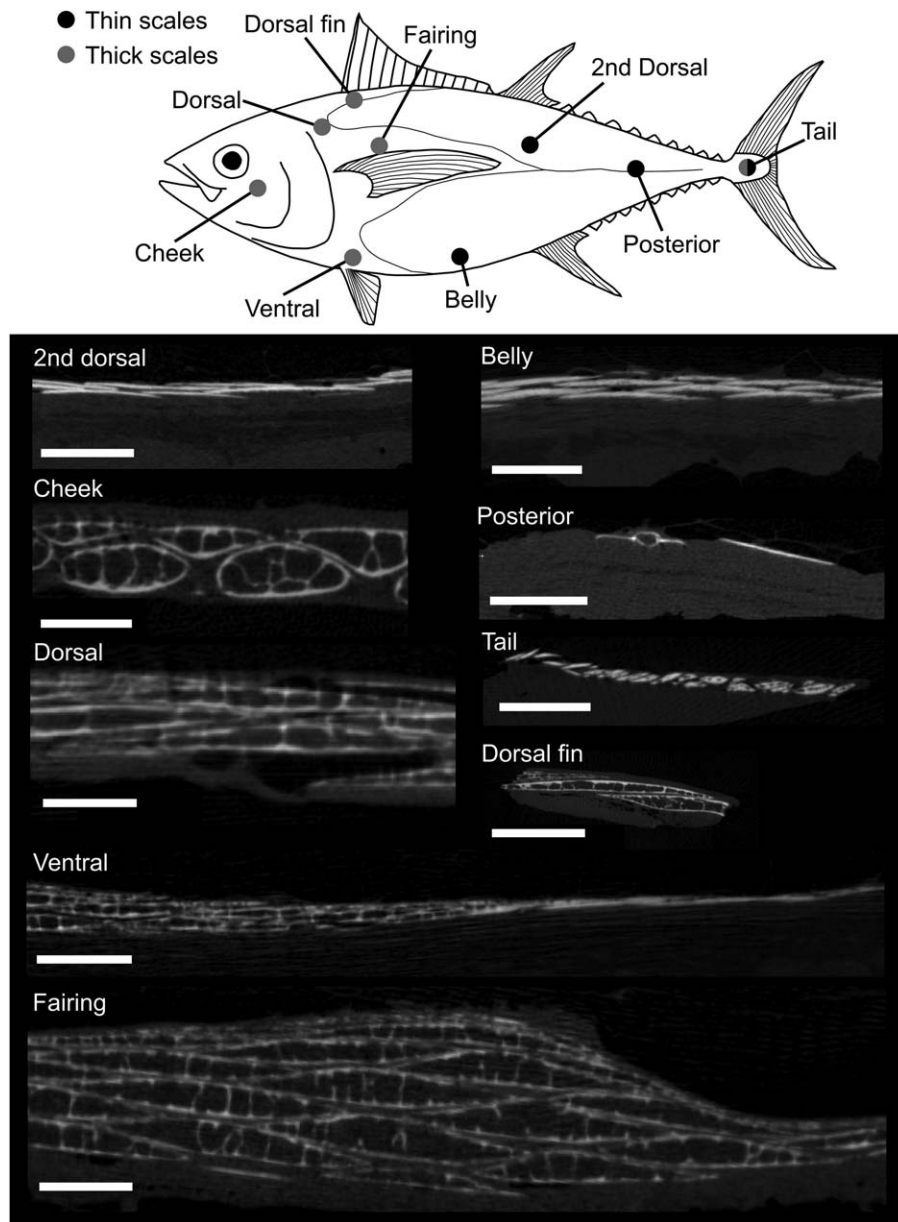 Thin scales
Thick scales
Dorsal fin
Fairing
2nd Dorsal
Dorsal
Tail
Cheek
Posterior
Ventral
Belly
2nd dorsal
Belly
Cheek
Posterior
Dorsal
Tail
Dorsal fin
Ventral
Fairing